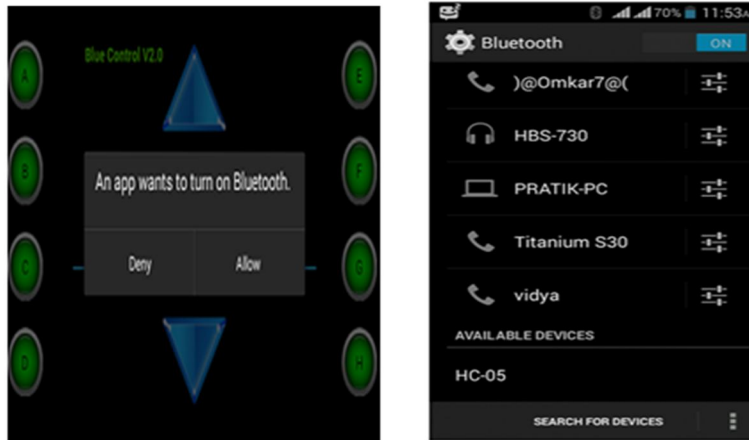 Blue Control V2.0
A
B
C
D
E
F
G
H
An app wants to turn on Bluetooth.
Deny
Allow
70% 11:53
Bluetooth
ON
)@Omkar7@(
HBS-730
PRATIK-PC
Titanium S30
vidya
AVAILABLE DEVICES
HC-05
SEARCH FOR DEVICES